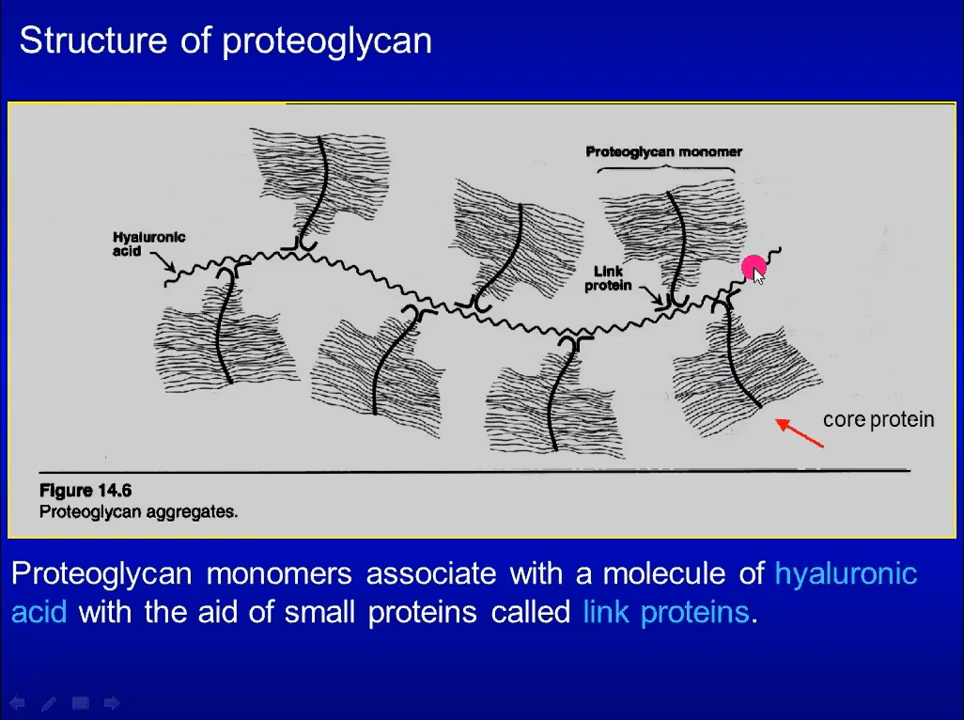 Structure of proteoglycan
Proteoglycan monomer
Hyaluronic
acid
Link
protein
core protein
Figure 14.6
Proteoglycan aggregates.
Proteoglycan monomers associate with a molecule of hyaluronic
acid with the aid of small proteins called link proteins.